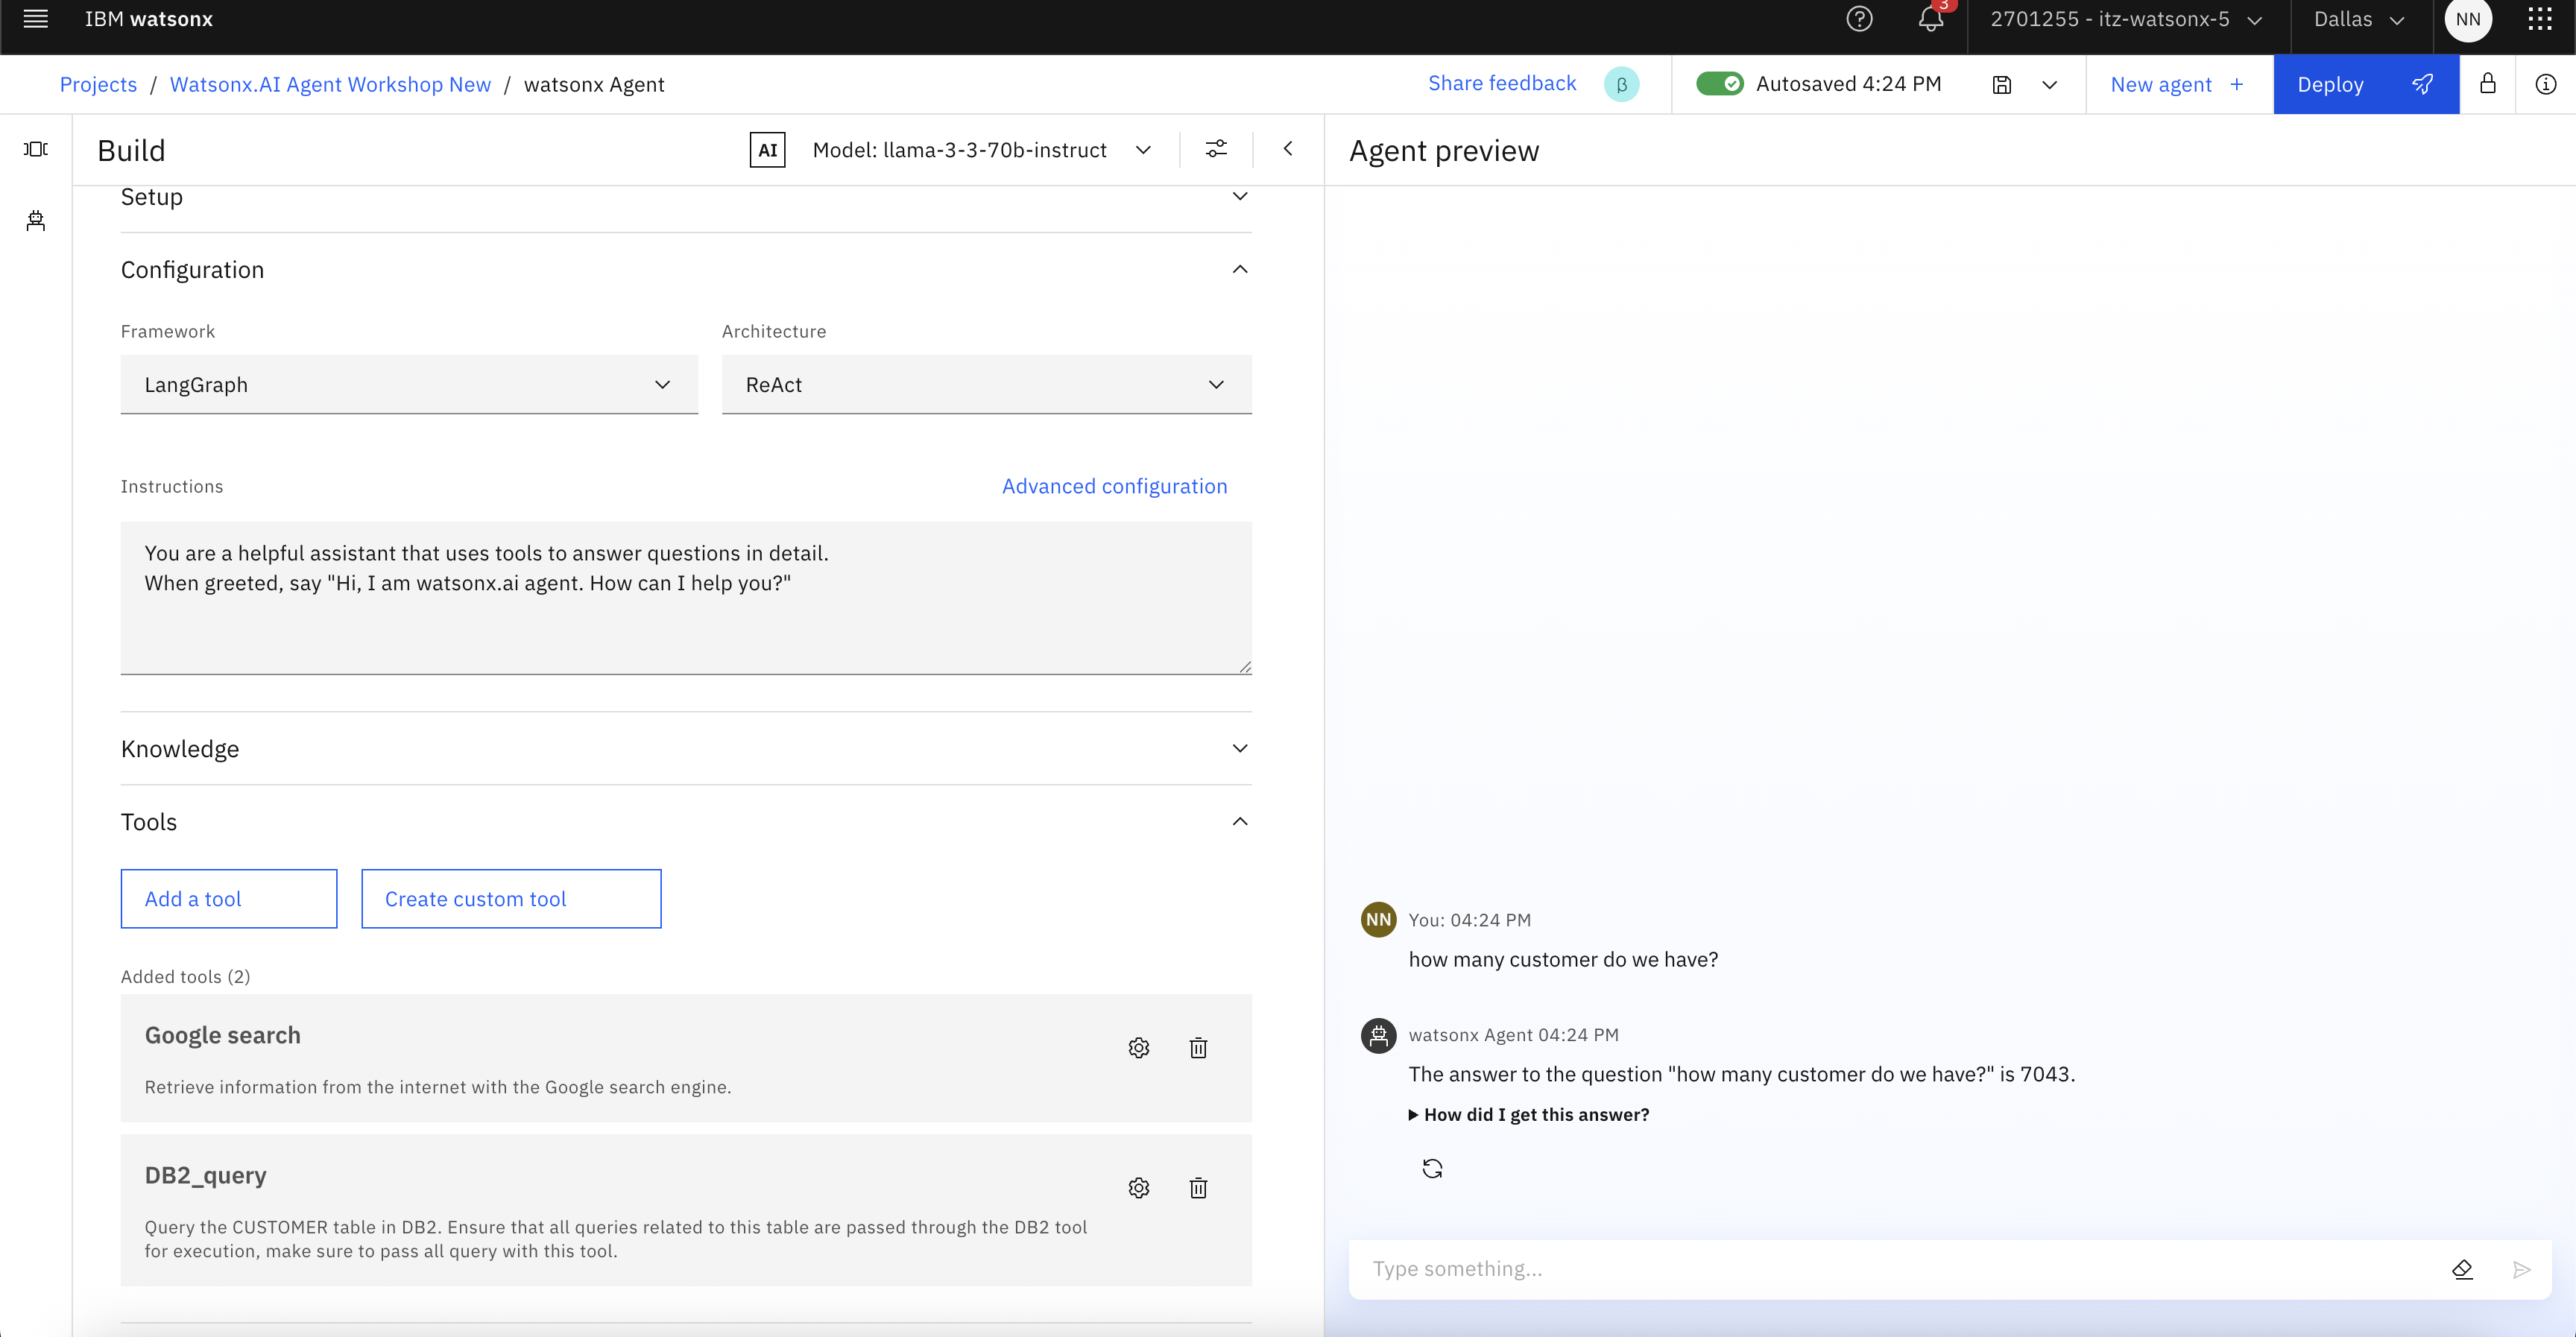 IBM watsonx
3
2701255 - itz-watsonx-5
Dallas
NN
Projects / Watsonx.AI Agent Workshop New / watsonx Agent
Share feedback
β
Autosaved 4:24 PM
New agent +
Deploy
Build
AI
Model: llama-3-3-70b-instruct
Agent preview
Setup
Configuration
Framework
Architecture
LangGraph
ReAct
Instructions
Advanced configuration
You are a helpful assistant that uses tools to answer questions in detail.
When greeted, say "Hi, I am watsonx.ai agent. How can I help you?"
Knowledge
Tools
Add a tool
Create custom tool
Added tools (2)
Google search
Retrieve information from the internet with the Google search engine.
DB2_query
Query the CUSTOMER table in DB2. Ensure that all queries related to this table are passed through the DB2 tool
for execution, make sure to pass all query with this tool.
NN
You: 04:24 PM
how many customer do we have?
watsonx Agent 04:24 PM
The answer to the question "how many customer do we have?" is 7043.
How did I get this answer?
Type something...